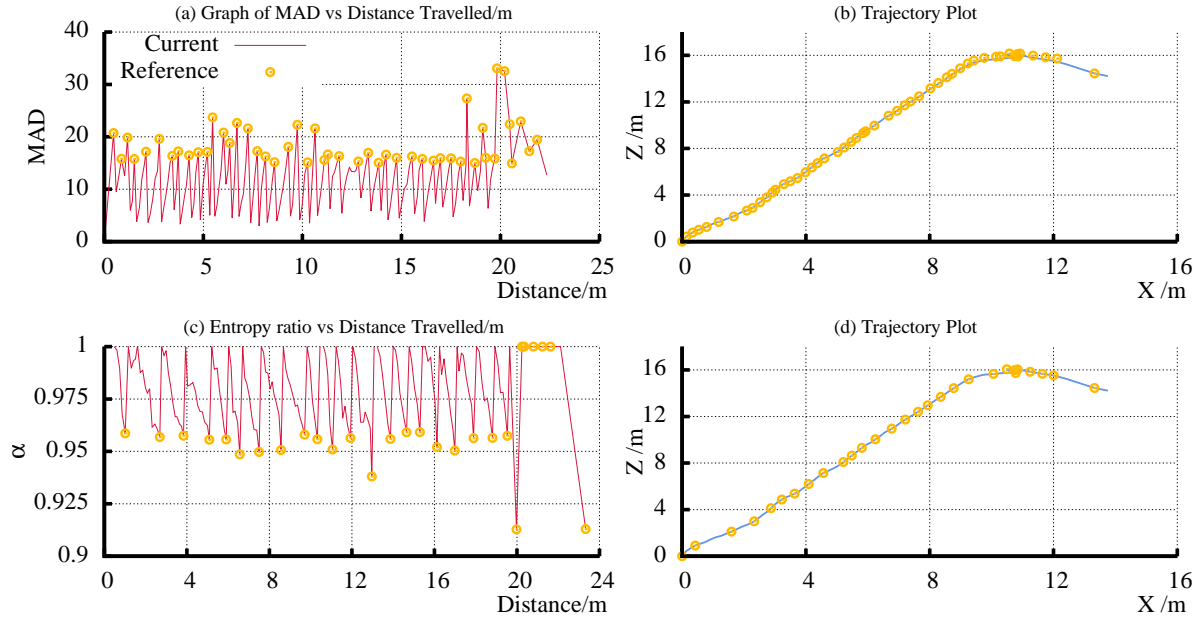 (a) Graph of MAD vs Distance Travelled/m
40
30
20
10
0
MAD
Current
Reference
0 5 10 15 20 25
Distance/m
(b) Trajectory Plot
16
12
8
4
0
Z /m
0 4 8 12 16
X /m
(c) Entropy ratio vs Distance Travelled/m
1
0.975
0.95
0.925
0.9
α
0 4 8 12 16 20 24
Distance/m
(d) Trajectory Plot
16
12
8
4
0
Z /m
0 4 8 12 16
X /m